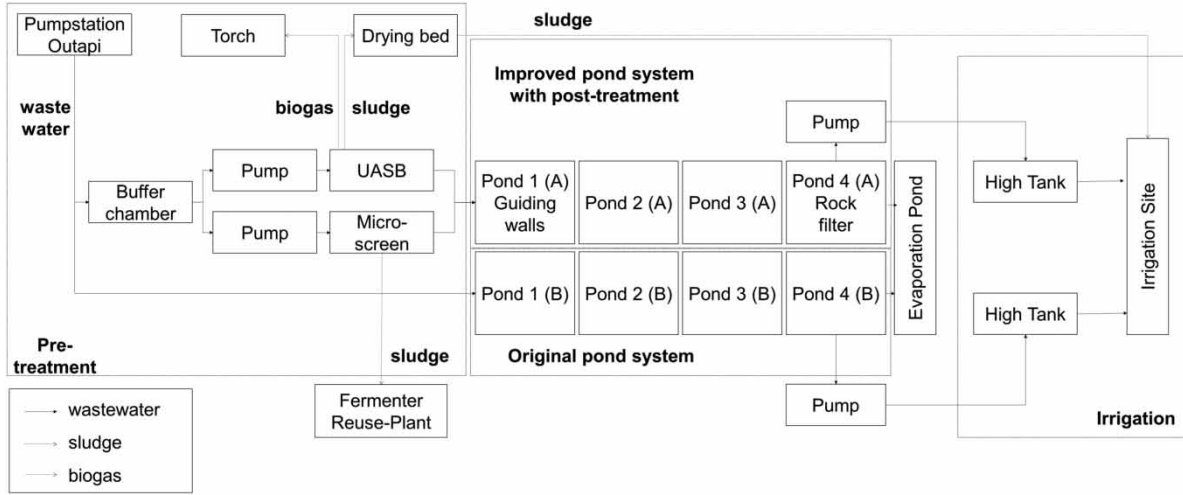 Pumpstation
Outapi
Torch
Drying bed
sludge
waste
water
biogas
sludge
Improved pond system
with post-treatment
Pump
Pump
UASB
Buffer
chamber
Pump
Micro-
screen
Pond 1 (A)
Guiding
walls
Pond 2 (A)
Pond 3 (A)
Pond 4 (A)
Rock
filter
Evaporation Pond
High Tank
Irrigation Site
Pond 1 (B)
Pond 2 (B)
Pond 3 (B)
Pond 4 (B)
High Tank
Pre-
treatment
sludge
Original pond system
Fermenter
Reuse-Plant
Pump
Irrigation
wastewater
sludge
biogas